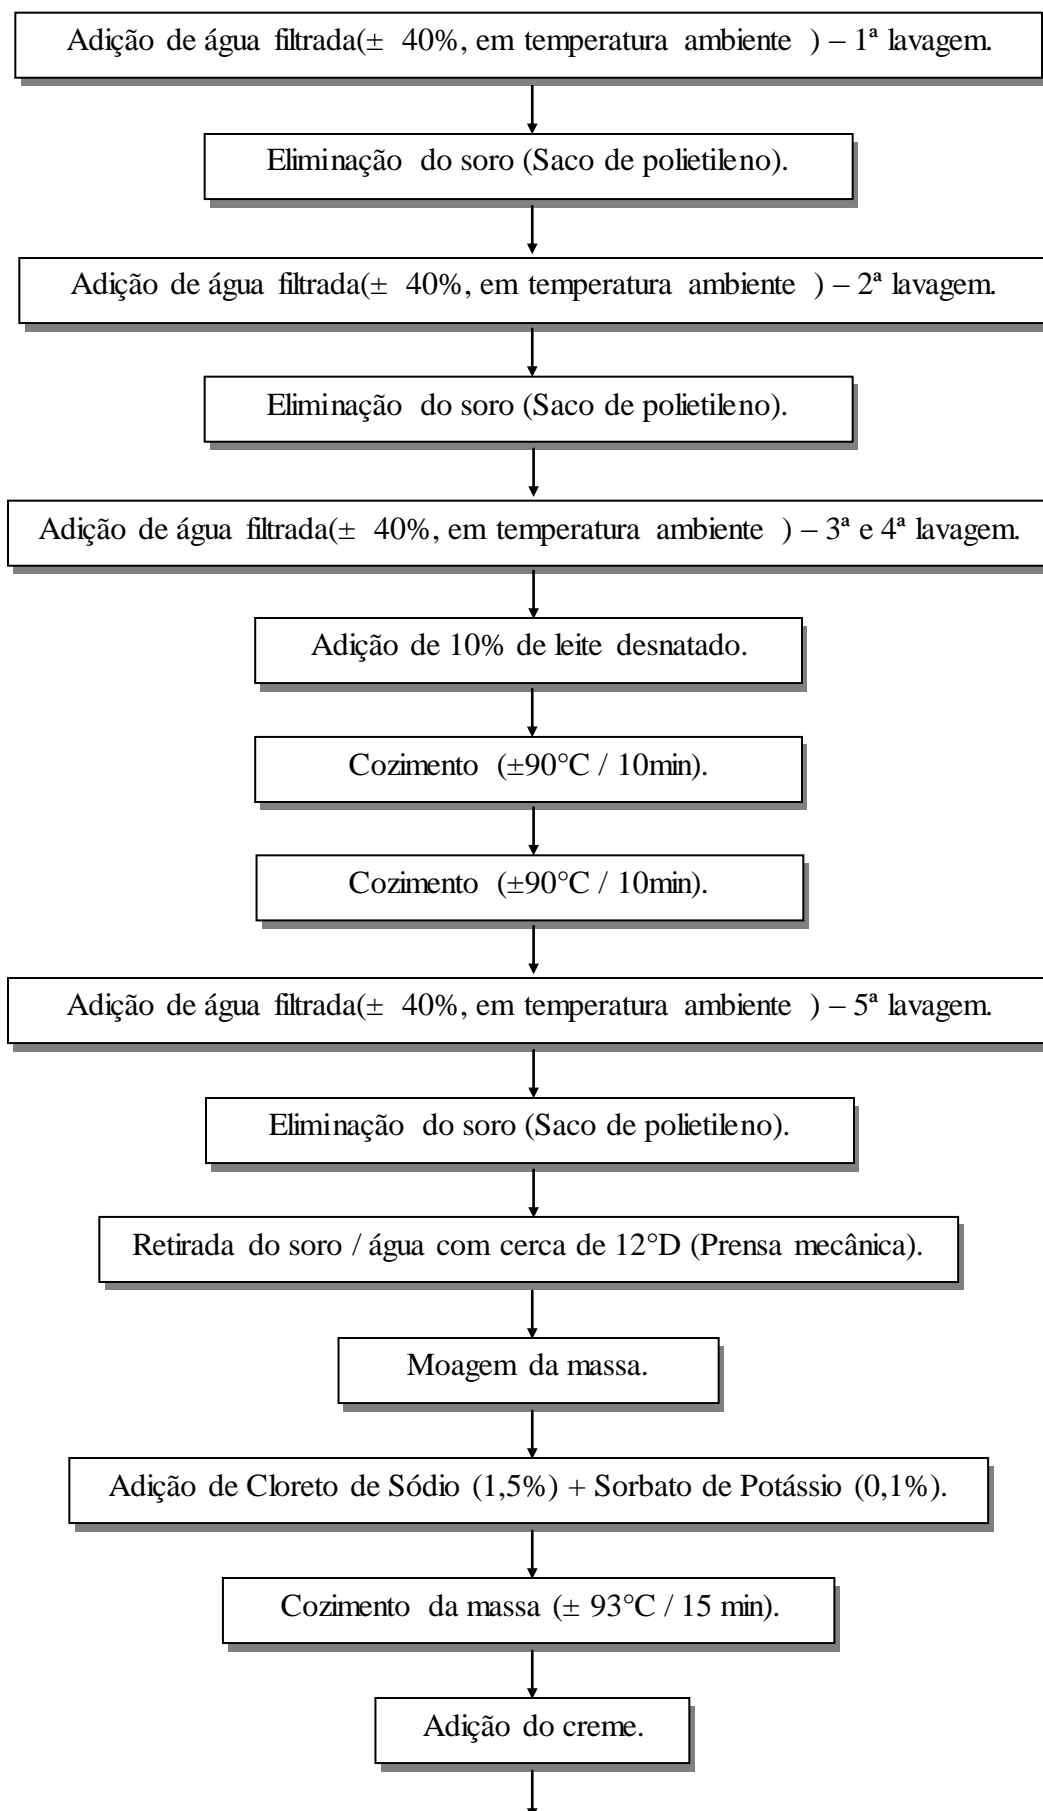 Adição de água filtrada(± 40%, em temperatura ambiente ) – 1ª lavagem.
Eliminação do soro (Saco de polietileno).
Adição de água filtrada(± 40%, em temperatura ambiente ) – 2ª lavagem.
Eliminação do soro (Saco de polietileno).
Adição de água filtrada(± 40%, em temperatura ambiente ) – 3ª e 4ª lavagem.
Adição de 10% de leite desnatado.
Cozimento (±90°C / 10min).
Cozimento (±90°C / 10min).
Adição de água filtrada(± 40%, em temperatura ambiente ) – 5ª lavagem.
Eliminação do soro (Saco de polietileno).
Retirada do soro / água com cerca de 12°D (Prensa mecânica).
Moagem da massa.
Adição de Cloreto de Sódio (1,5%) + Sorbato de Potássio (0,1%).
Cozimento da massa (± 93°C / 15 min).
Adição do creme.